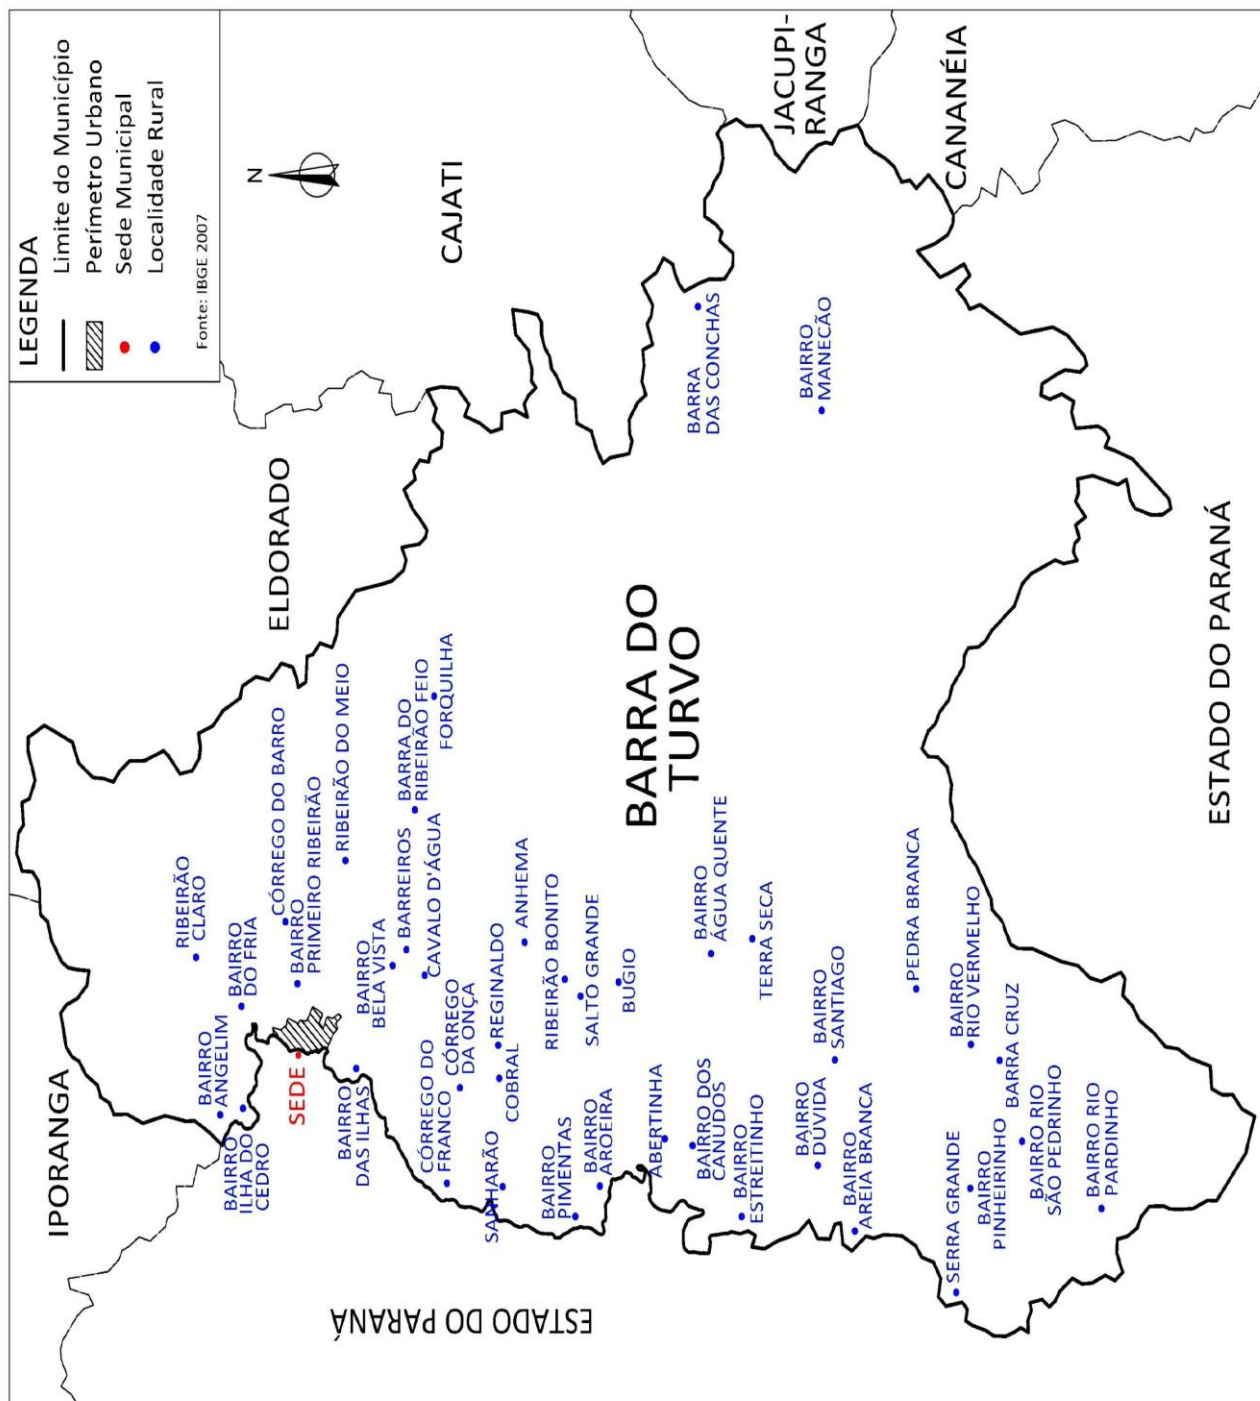 LEGENDA
Limite do Município
Perímetro Urbano
Sede Municipal
Localidade Rural
Fonte: IBGE 2007
N
IPORANGA
ELDORADO
CAJATI
JACUPI-
RANGA
CANANÉIA
ESTADO DO PARANÁ
ESTADO DO PARANÁ
BARRA DO
TURVO
SEDE
RIBEIRÃO
CLARO
BAIRRO
ANGELIM
BAIRRO
DO FRIA
BAIRRO
ILHA DO
CEDRO
CÓRREGO DO BARRO
BAIRRO
PRIMEIRO RIBEIRÃO
RIBEIRÃO DO MEIO
BAIRRO
DAS ILHAS
BAIRRO
BELA VISTA
BARREIROS
BARRA DO
RIBEIRÃO FEIO
CAVALO D'ÁGUA
FORQUILHA
CÓRREGO DO
FRANCO
CÓRREGO
DA ONÇA
REGINALDO
COBRAL
SANHARÃO
ANHEMA
RIBEIRÃO BONITO
BAIRRO
PIMENTAS
SALTO GRANDE
BAIRRO
AROEIRA
BUGIO
ABERTINHA
BAIRRO DOS
CANUDOS
BARRA
DAS CONCHAS
BAIRRO
ÁGUA QUENTE
BAIRRO
ESTREITINHO
TERRA SECA
BAIRRO
DÚVIDA
BAIRRO
MANECÃO
BAIRRO
SANTIAGO
BAIRRO
AREIA BRANCA
PEDRA BRANCA
SERRA GRANDE
BAIRRO
RIO VERMELHO
BAIRRO
PINHEIRINHO
BARRA CRUZ
BAIRRO RIO
SÃO PEDRINHO
BAIRRO RIO
PARDINHO